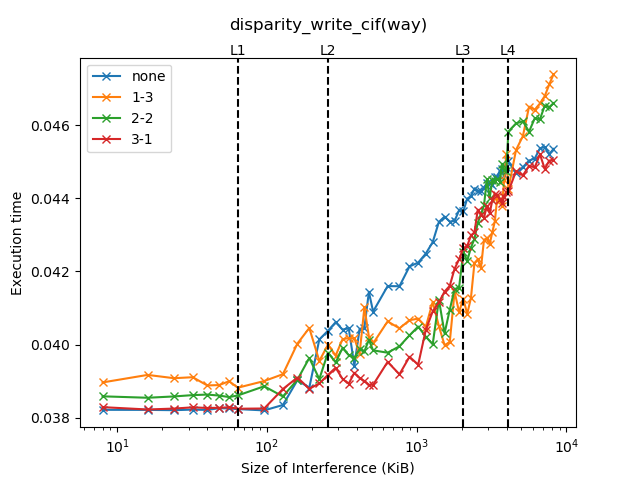 disparity_write_cif(way)
L1 L2 L3 L4
none
1-3
2-2
3-1
0.046
0.044
0.042
0.040
0.038
Execution time
10¹ 10² 10³ 10⁴
Size of Interference (KiB)